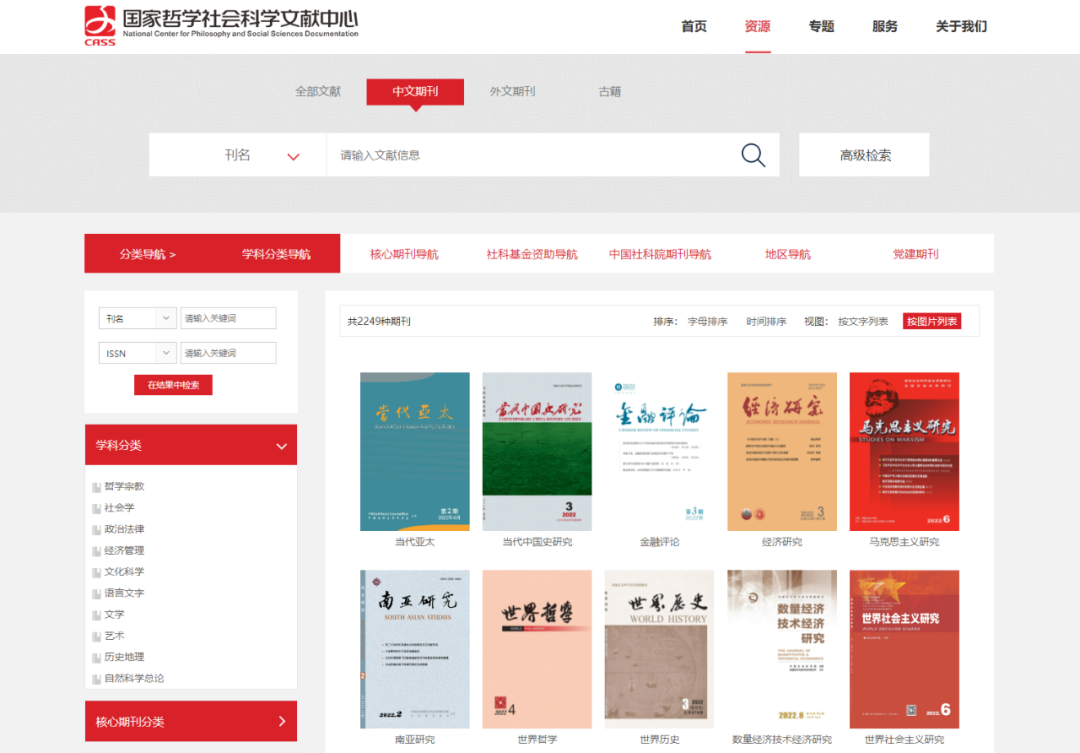 国家哲学社会科学文献中心
National Center for Philosophy and Social Sciences Documentation
CASS
首页 资源 专题 服务 关于我们
全部文献 中文期刊 外文期刊 古籍
刊名 请输入文献信息 高级检索
分类导航 > 学科分类导航 核心期刊导航 社科基金资助导航 中国社科院期刊导航 地区导航 党建期刊
刊名 请输入关键词
ISSN 请输入关键词
在结果中检索
共2249种期刊 排序: 字母排序 时间排序 视图: 按文字列表 按图片列表
学科分类
哲学宗教
社会学
政治法律
经济管理
文化科学
语言文字
文学
艺术
历史地理
自然科学总论
核心期刊分类
當代亚太
第2期
2022年4月
当代亚太
当代中国史研究
CONTEMPORARY CHINA HISTORY STUDIES
3
2022
当代中国史研究
金融评论
CHINESE REVIEW OF FINANCIAL STUDIES
第3期
2022年
金融评论
经济研究
ECONOMIC RESEARCH JOURNAL
2022 3
经济研究
马克思主义研究
STUDIES ON MARXISM
2022 6
马克思主义研究
南亚研究
SOUTH ASIAN STUDIES
2022.2
南亚研究
世界哲学
WORLD PHILOSOPHY
2022 4
世界哲学
世界历史
WORLD HISTORY
3 2022
世界历史
数量经济
技术经济
研究
2022.8
数量经济技术经济研究
世界社会主义研究
WORLD SOCIALISM STUDIES
2022 6
世界社会主义研究